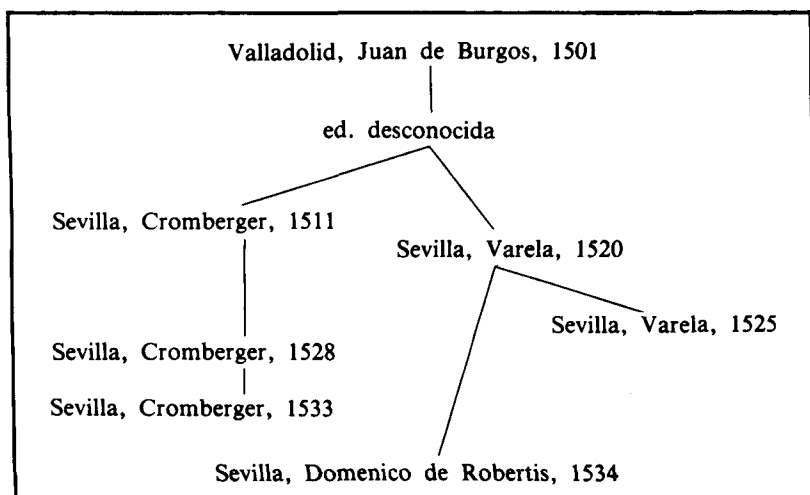 Valladolid, Juan de Burgos, 1501
ed. desconocida
Sevilla, Cromberger, 1511
Sevilla, Varela, 1520
Sevilla, Varela, 1525
Sevilla, Cromberger, 1528
Sevilla, Cromberger, 1533
Sevilla, Domenico de Robertis, 1534